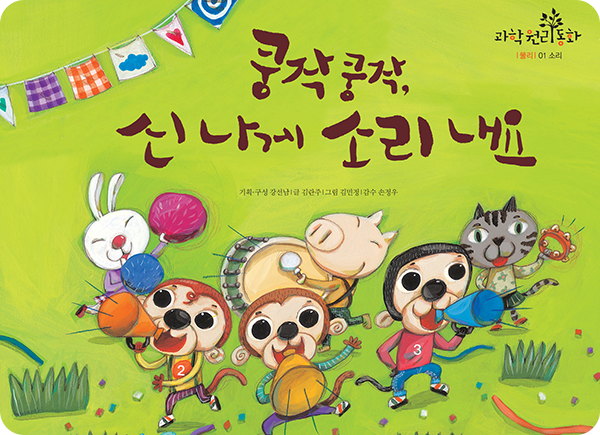 과학원리동화
|물리| 01 소리
쿵작쿵작,
신나게 소리 내요
기획·구성 강선남|글 김란주|그림 김민정|감수 손정우
2
3